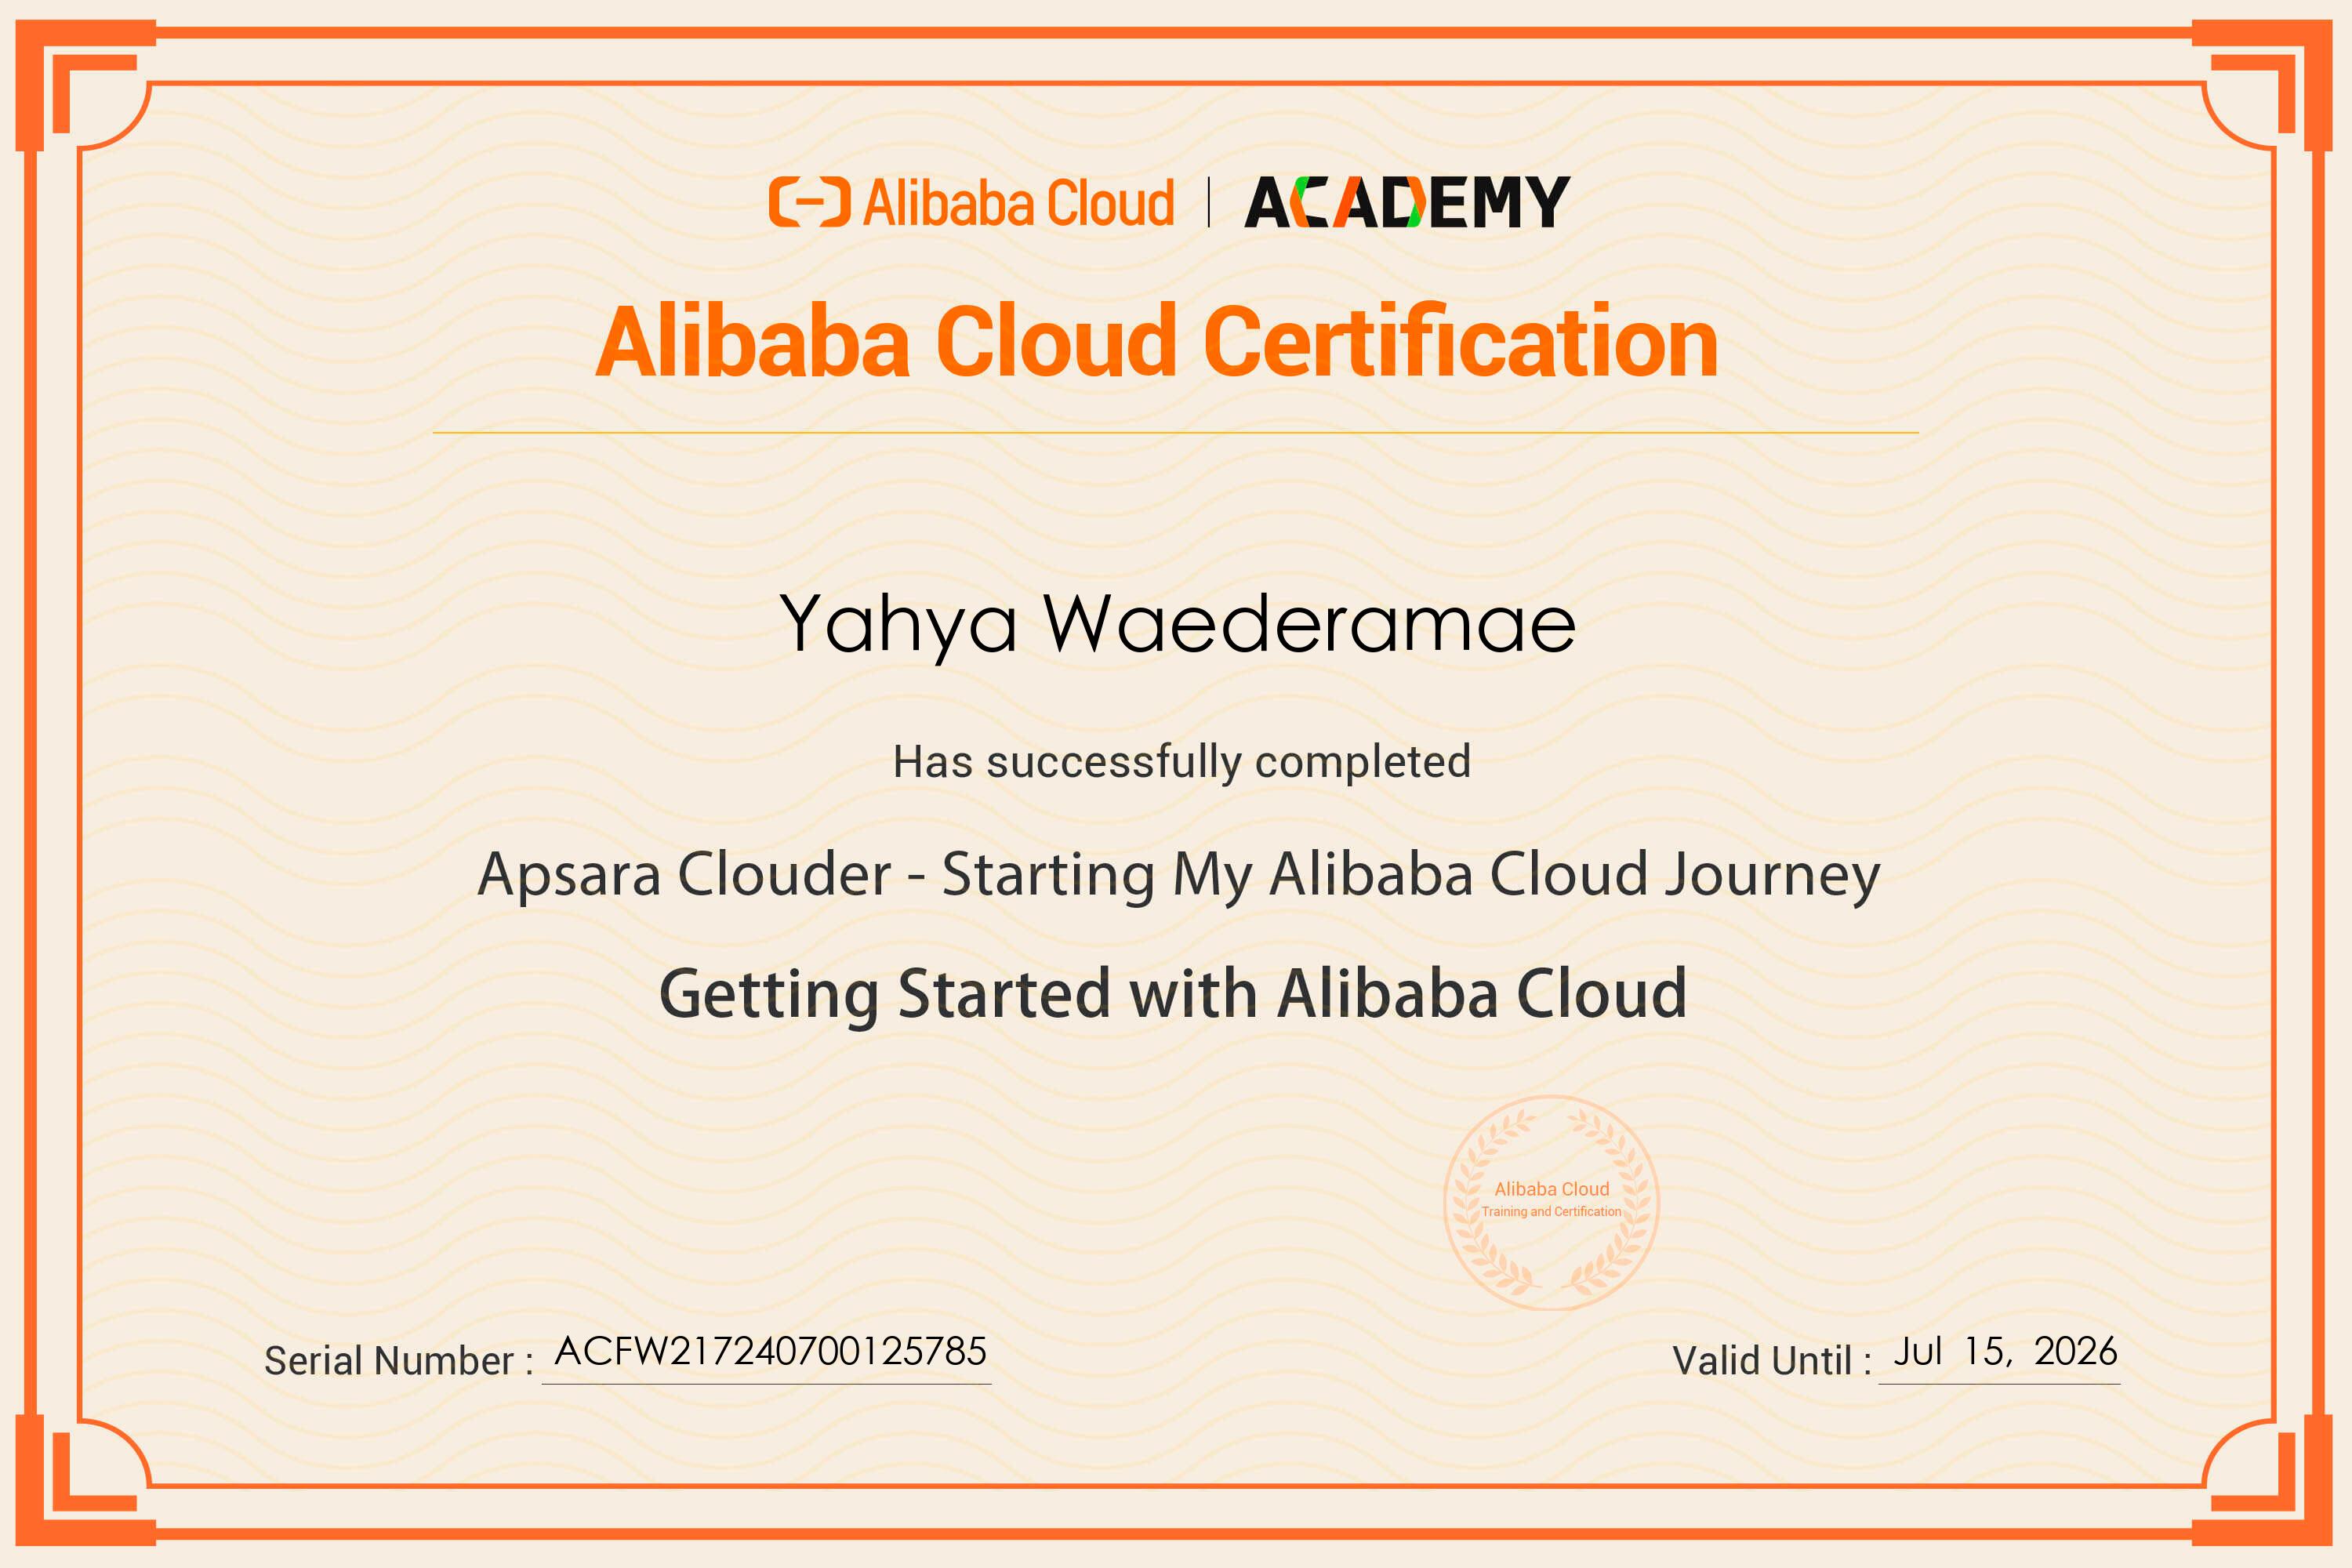 Alibaba Cloud | ACADEMY
Alibaba Cloud Certification
Yahya Waederamae
Has successfully completed
Apsara Clouder - Starting My Alibaba Cloud Journey
Getting Started with Alibaba Cloud
Alibaba Cloud
Training and Certification
Serial Number : ACFW217240700125785
Valid Until : Jul 15, 2026